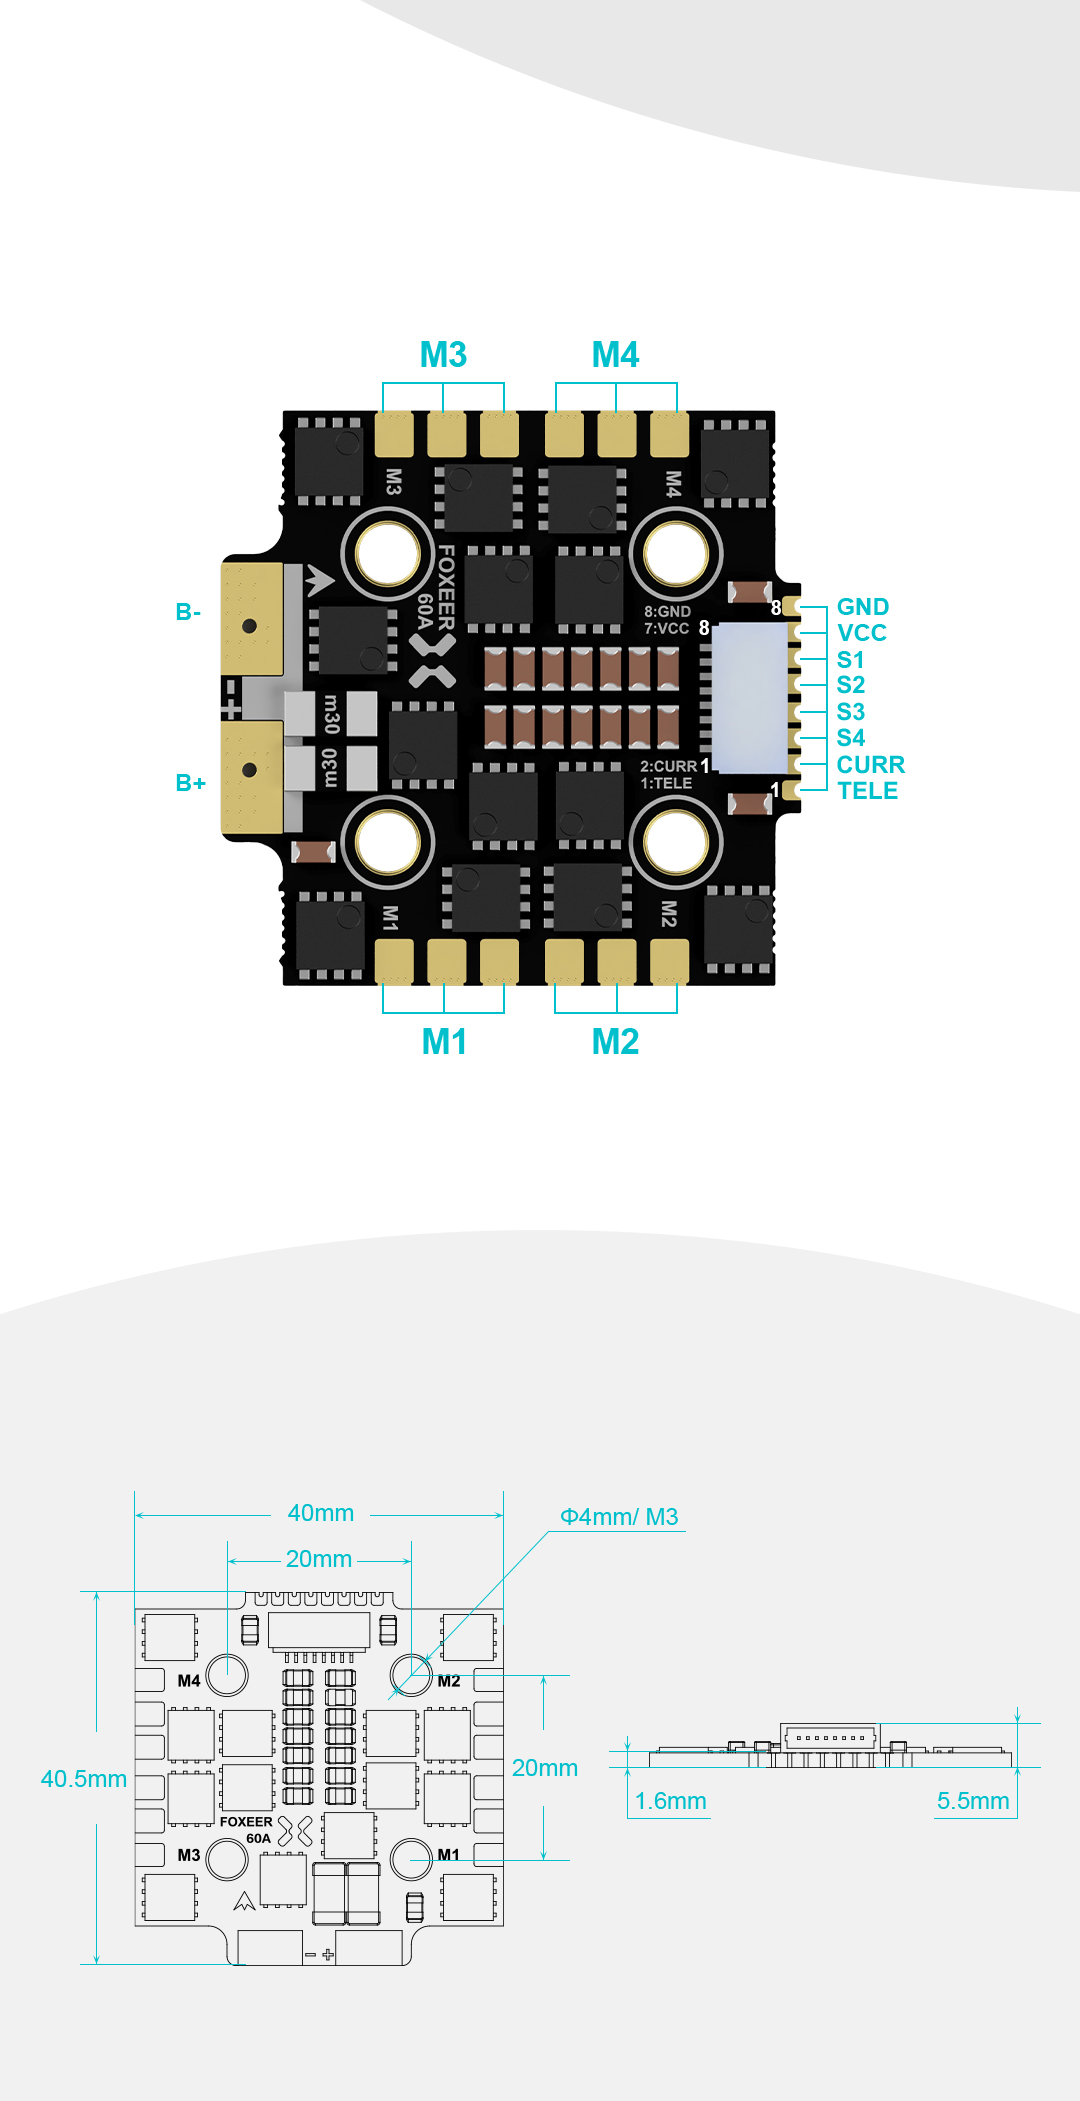 M3 M4
M3
M4
FOXEER
60A
B-
8:GND
7:VCC
8
8
GND
VCC
S1
S2
S3
S4
CURR
TELE
- +
m30
m30
B+
2:CURR
1:TELE
1
1
M1
M2
M1 M2
40mm
Φ4mm/ M3
20mm
M4
M2
40.5mm
20mm
FOXEER
60A
M3
M1
- +
1.6mm
5.5mm